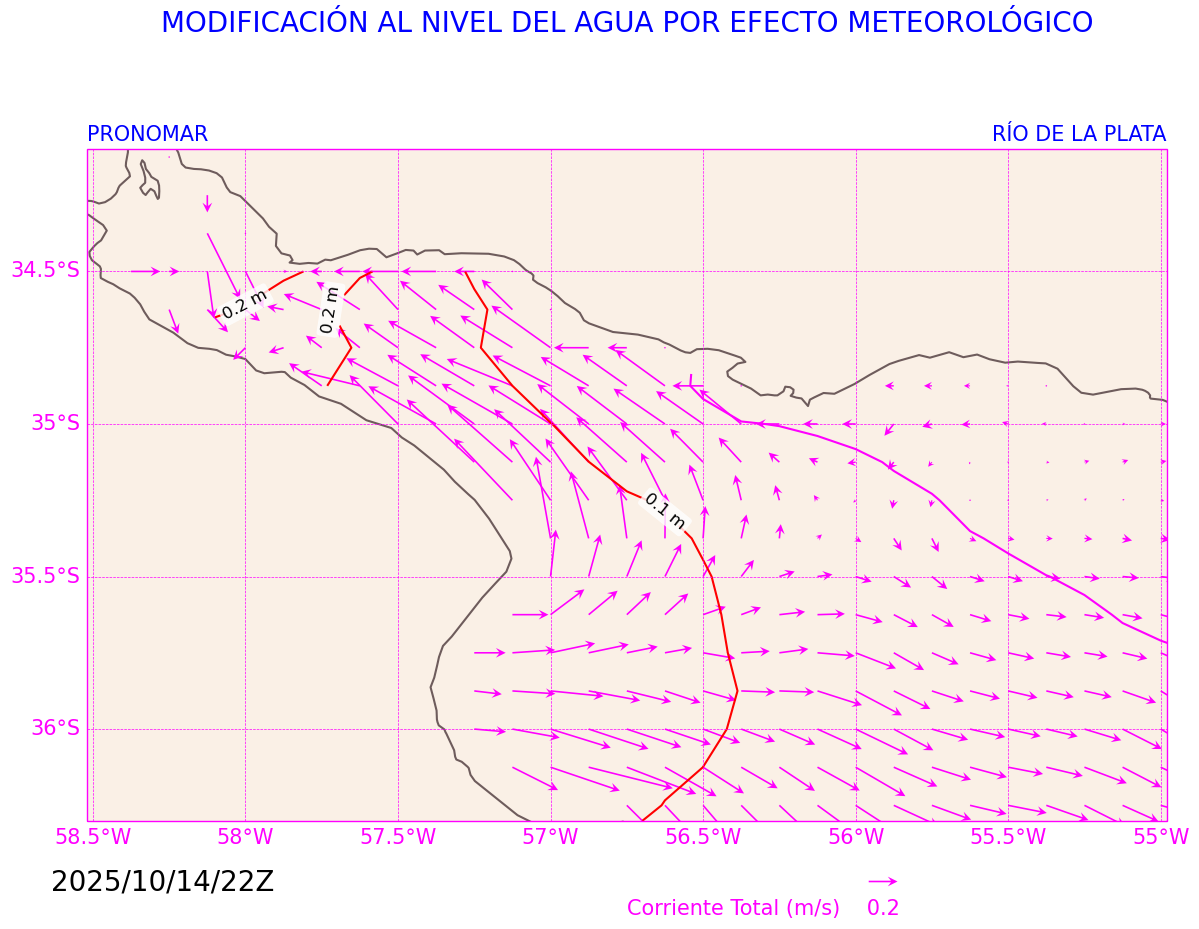 MODIFICACIÓN AL NIVEL DEL AGUA POR EFECTO METEOROLÓGICO
PRONOMAR RÍO DE LA PLATA
34.5°S
0.2 m 0.2 m
35°S
0.1 m
35.5°S
36°S
58.5°W 58°W 57.5°W 57°W 56.5°W 56°W 55.5°W 55°W
2025/10/14/22Z
Corriente Total (m/s) 0.2